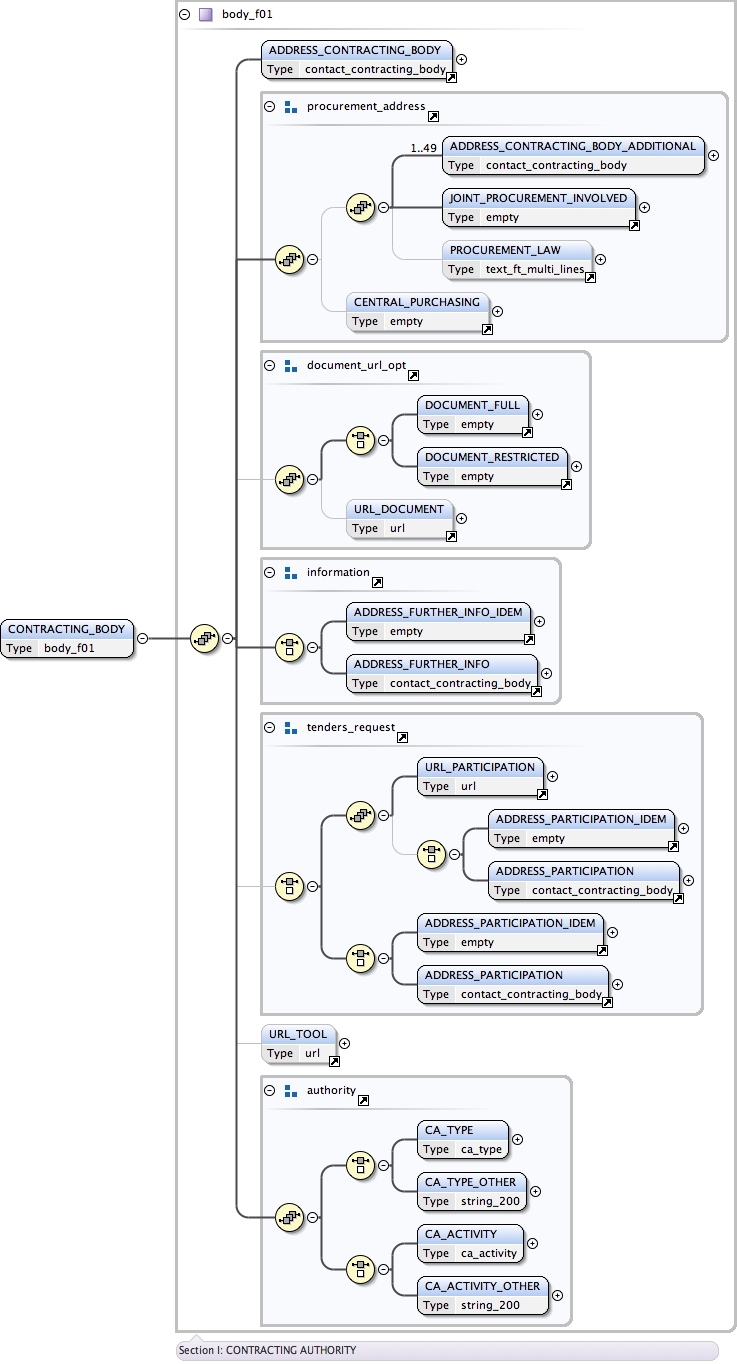 body_f01
ADDRESS_CONTRACTING_BODY
Type contact_contracting_body
procurement_address
1..49
ADDRESS_CONTRACTING_BODY_ADDITIONAL
Type contact_contracting_body
JOINT_PROCUREMENT_INVOLVED
Type empty
PROCUREMENT_LAW
Type text_ft_multi_lines
CENTRAL_PURCHASING
Type empty
document_url_opt
DOCUMENT_FULL
Type empty
DOCUMENT_RESTRICTED
Type empty
URL_DOCUMENT
Type url
information
ADDRESS_FURTHER_INFO_IDEM
Type empty
CONTRACTING_BODY
Type body_f01
ADDRESS_FURTHER_INFO
Type contact_contracting_body
tenders_request
URL_PARTICIPATION
Type url
ADDRESS_PARTICIPATION_IDEM
Type empty
ADDRESS_PARTICIPATION
Type contact_contracting_body
ADDRESS_PARTICIPATION_IDEM
Type empty
ADDRESS_PARTICIPATION
Type contact_contracting_body
URL_TOOL
Type url
authority
CA_TYPE
Type ca_type
CA_TYPE_OTHER
Type string_200
CA_ACTIVITY
Type ca_activity
CA_ACTIVITY_OTHER
Type string_200
Section I: CONTRACTING AUTHORITY